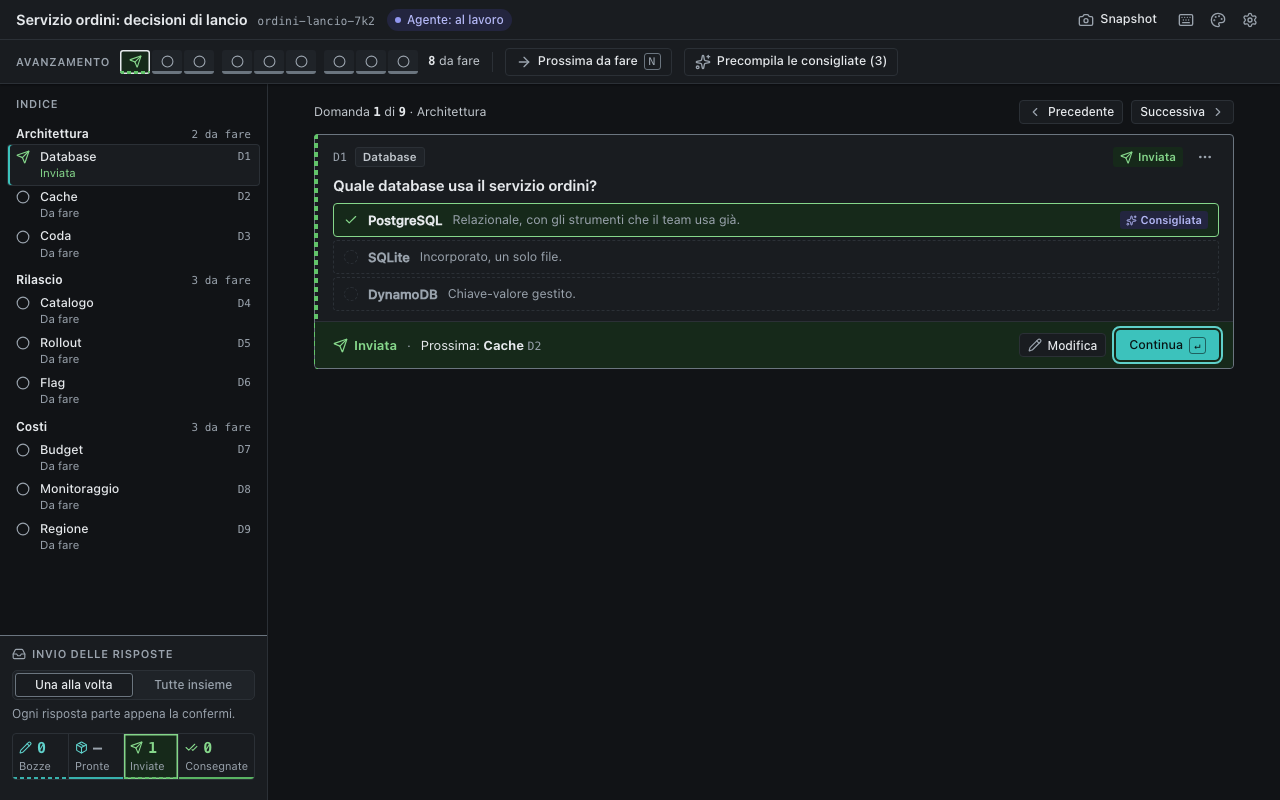 Servizio ordini: decisioni di lancio ordini-lancio-7k2 Agente: al lavoro Snapshot
AVANZAMENTO 8 da fare Prossima da fare N Precompila le consigliate (3)
INDICE
Architettura 2 da fare
Database D1
Inviata
Cache D2
Da fare
Coda D3
Da fare
Rilascio 3 da fare
Catalogo D4
Da fare
Rollout D5
Da fare
Flag D6
Da fare
Costi 3 da fare
Budget D7
Da fare
Monitoraggio D8
Da fare
Regione D9
Da fare
INVIO DELLE RISPOSTE
Una alla volta Tutte insieme
Ogni risposta parte appena la confermi.
0 — 1 0
Bozze Pronte Inviate Consegnate
Domanda 1 di 9 · Architettura Precedente Successiva
D1 Database Inviata
Quale database usa il servizio ordini?
PostgreSQL Relazionale, con gli strumenti che il team usa già. Consigliata
SQLite Incorporato, un solo file.
DynamoDB Chiave-valore gestito.
Inviata · Prossima: Cache D2 Modifica Continua ↵